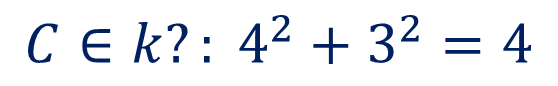 C ∈ k?: 4² + 3² = 4